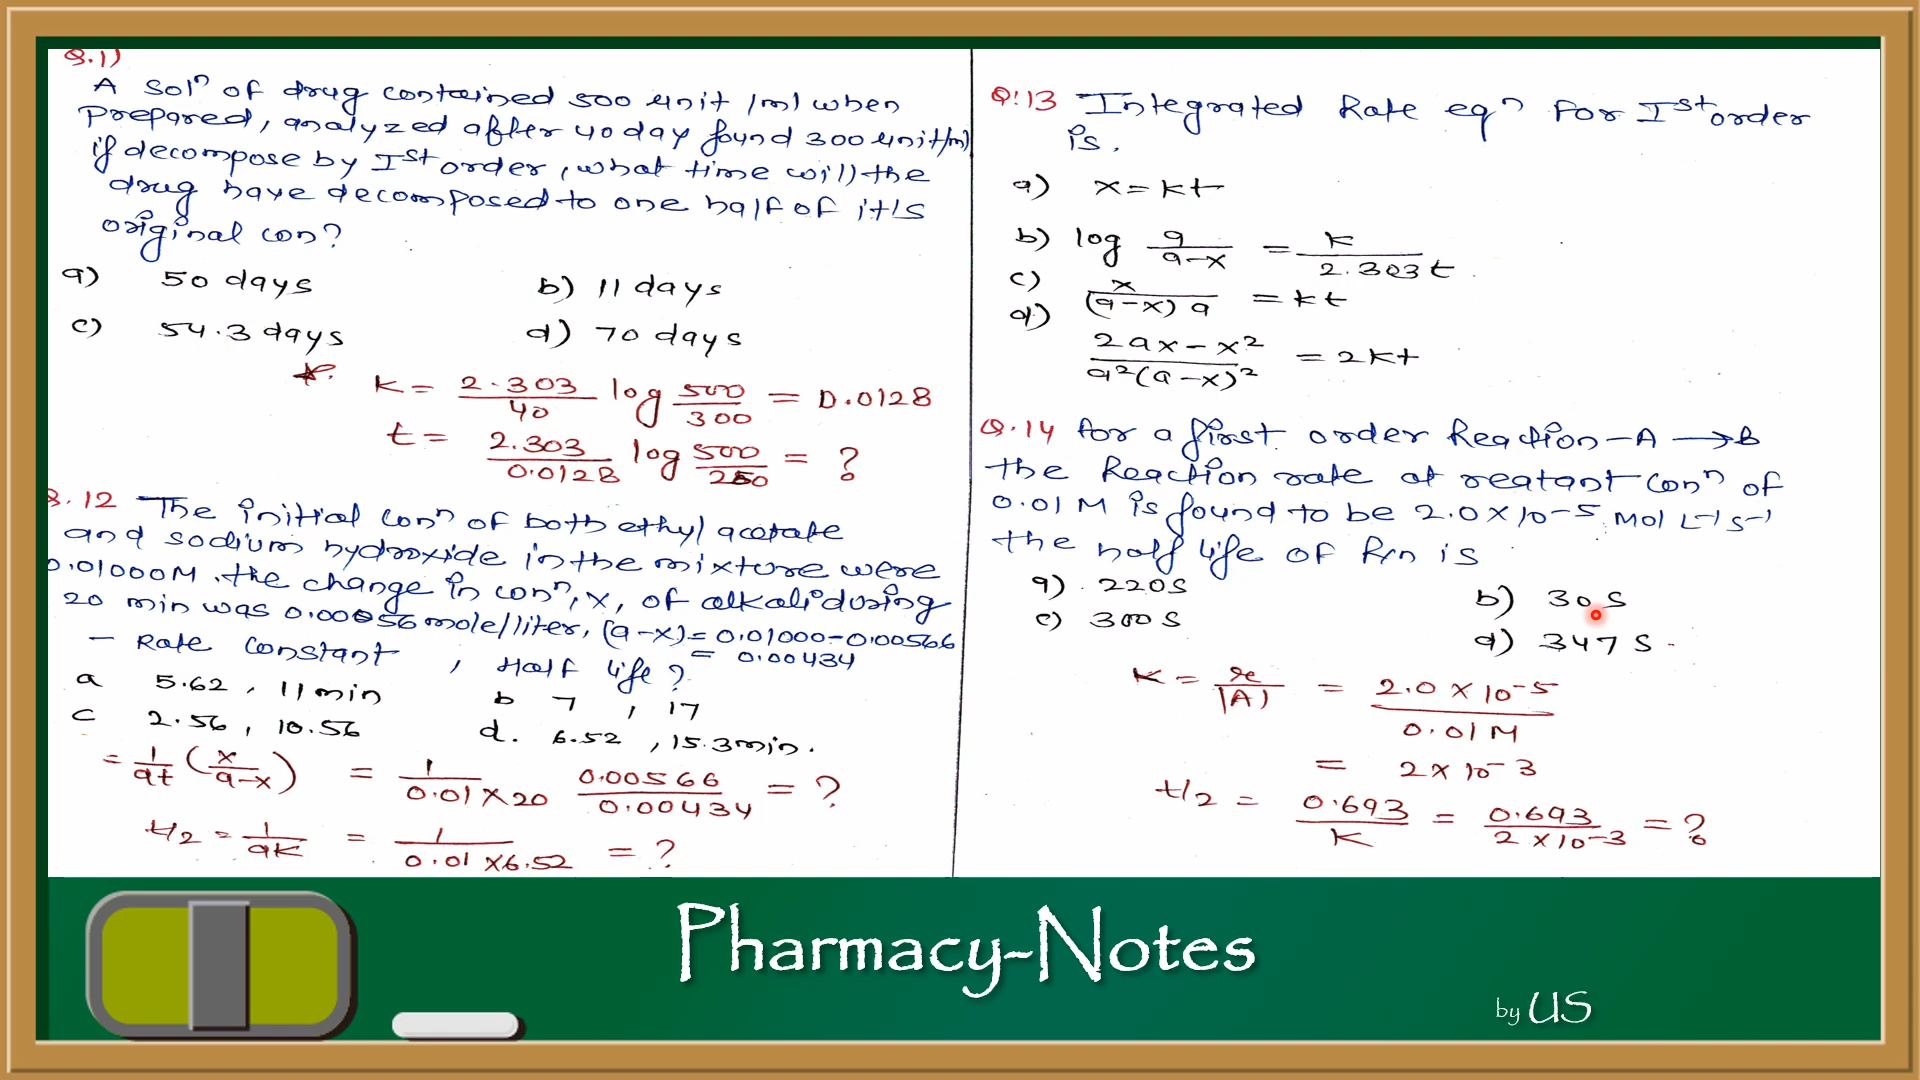 Q.11
A Solⁿ of drug contained 500 unit /ml when
prepared, analyzed after 40 day found 300 unit/ml
if decompose by Ist order, what time will the
drug have decomposed to one half of it's
original con?
a) 50 days b) 11 days
c) 54.3 days d) 70 days
K = 2.303/40 log 500/300 = 0.0128
t = 2.303/0.0128 log 500/250 = ?
Q.12 The initial conⁿ of both ethyl acetate
and sodium hydroxide in the mixture were
0.01000M. the change in conⁿ, x, of alkali during
20 min was 0.000566 mole/liter, (a-x) = 0.01000-0.00566
= 0.00434
- Rate constant, Half life?
a 5.62, 11 min b 7, 17
c 2.56, 10.56 d. 6.52, 15.3 min.
= 1/at (x/a-x) = 1/0.01×20 0.00566/0.00434 = ?
t1/2 = 1/ak = 1/0.01×6.52 = ?
Q.13 Integrated Rate eqⁿ For Ist order
is.
a) x = kt
b) log a/a-x = k/2.303 t
c) x/(a-x) a = kt
d) 2ax-x²/a²(a-x)² = 2kt
Q.14 for a first order Reaction - A → B
the Reaction rate at reatant conⁿ of
0.01 M is found to be 2.0×10-5 Mol L-1 S-1
the half life of Rxn is
a) 220S b) 30 S
c) 300 S d) 347 S
K = r/[A] = 2.0 × 10-5/0.01M
= 2×10-3
t1/2 = 0.693/K = 0.693/2×10-3 = ?
Pharmacy-Notes
by US